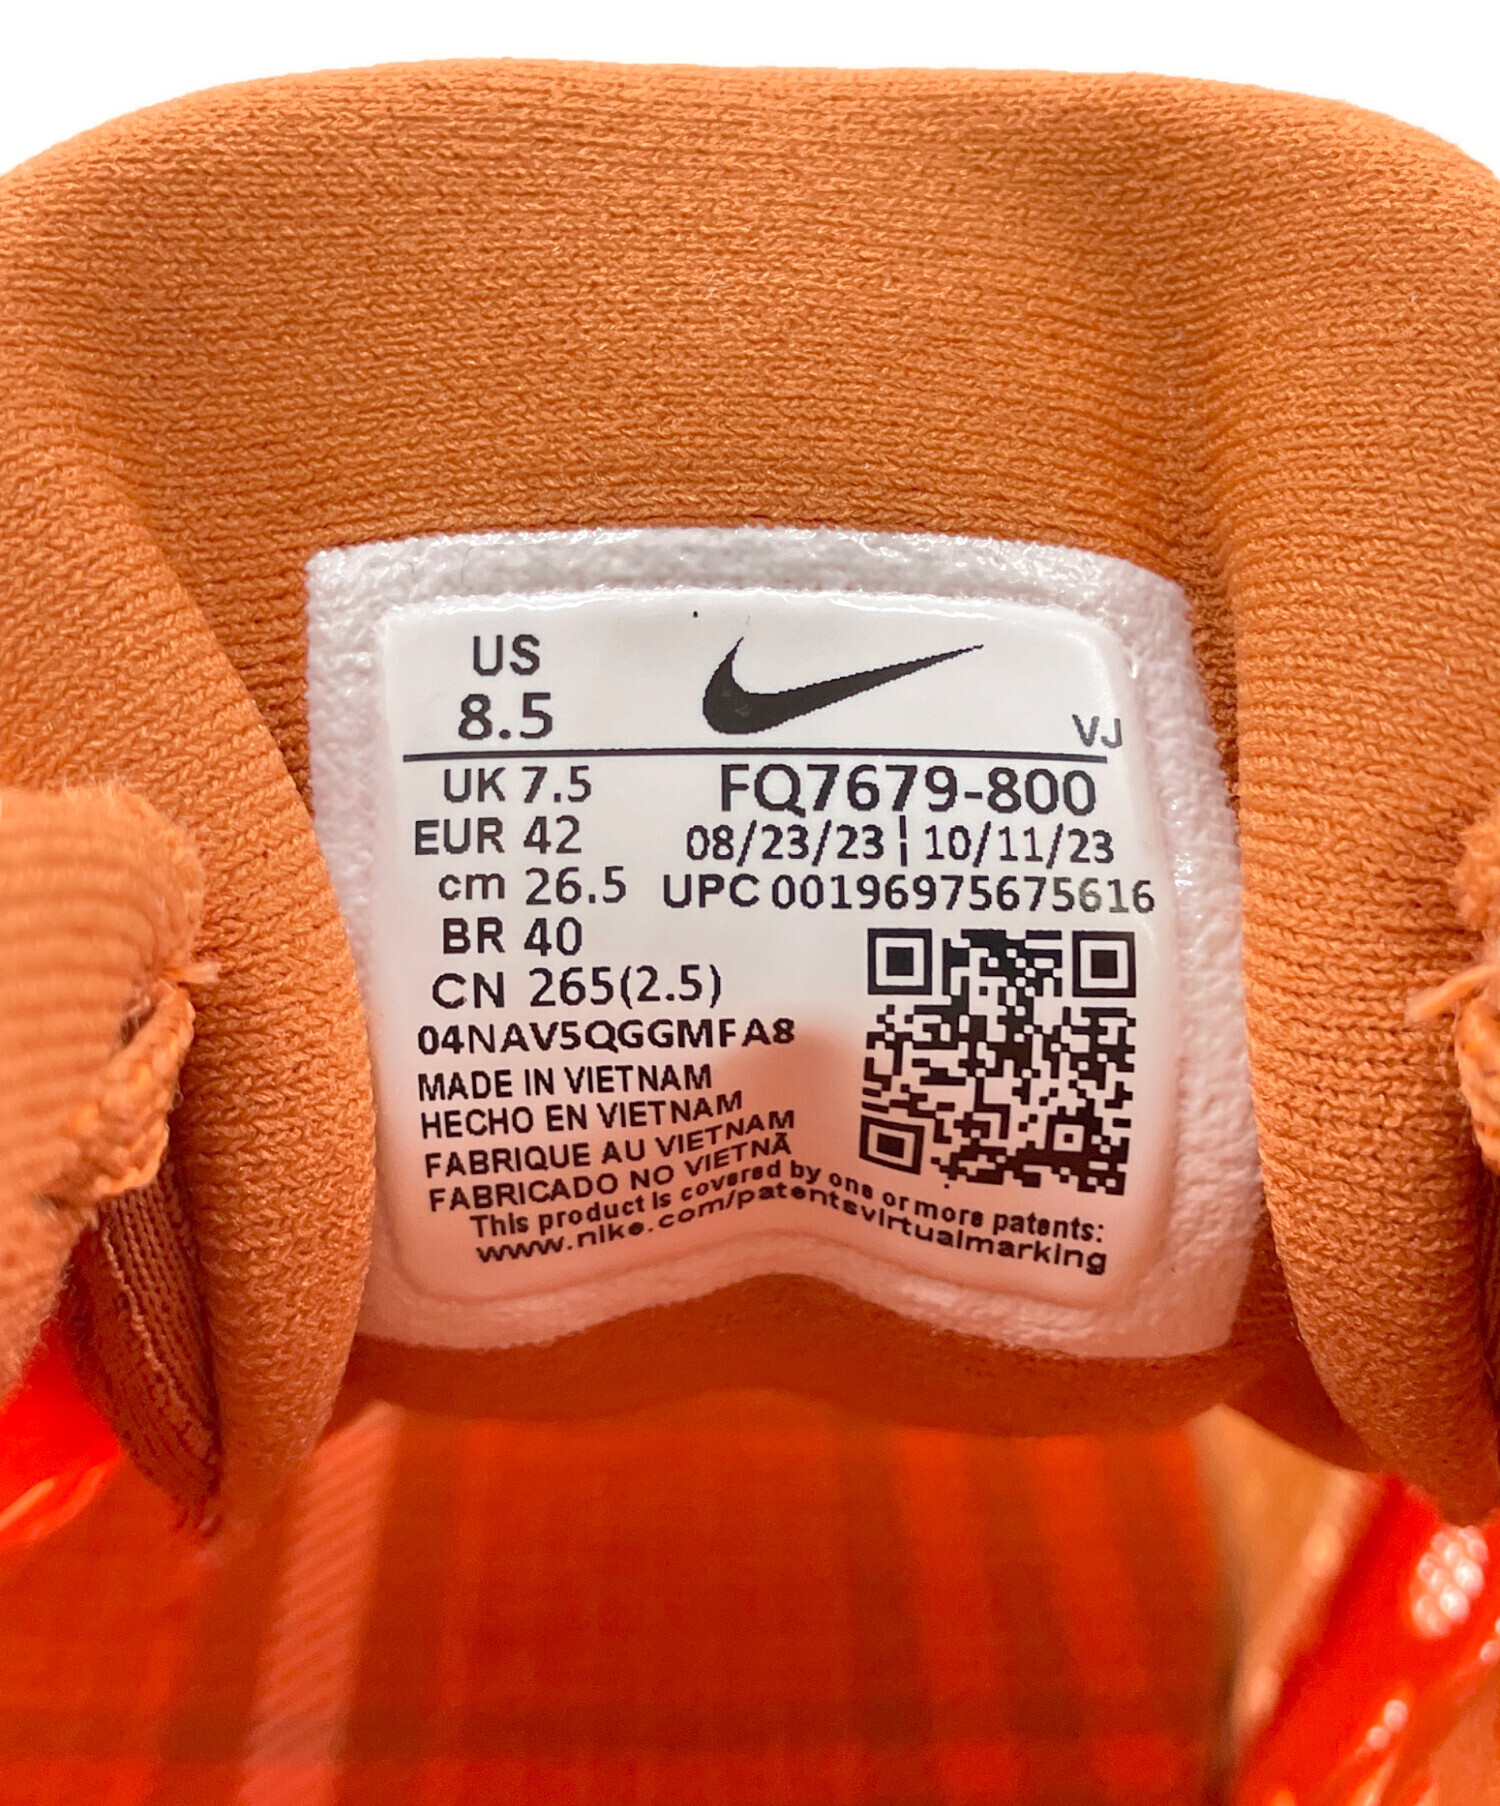 US
8.5
VJ
UK 7.5
FQ7679-800
EUR 42
08/23/23 | 10/11/23
cm 26.5
UPC 00196975675616
BR 40
CN 265(2.5)
04NAV5QGGMFA8
MADE IN VIETNAM
HECHO EN VIETNAM
FABRIQUE AU VIETNAM
FABRICADO NO VIETNÃ
This product is covered by one or more patents:
www.nike.com/patentsvirtualmarking